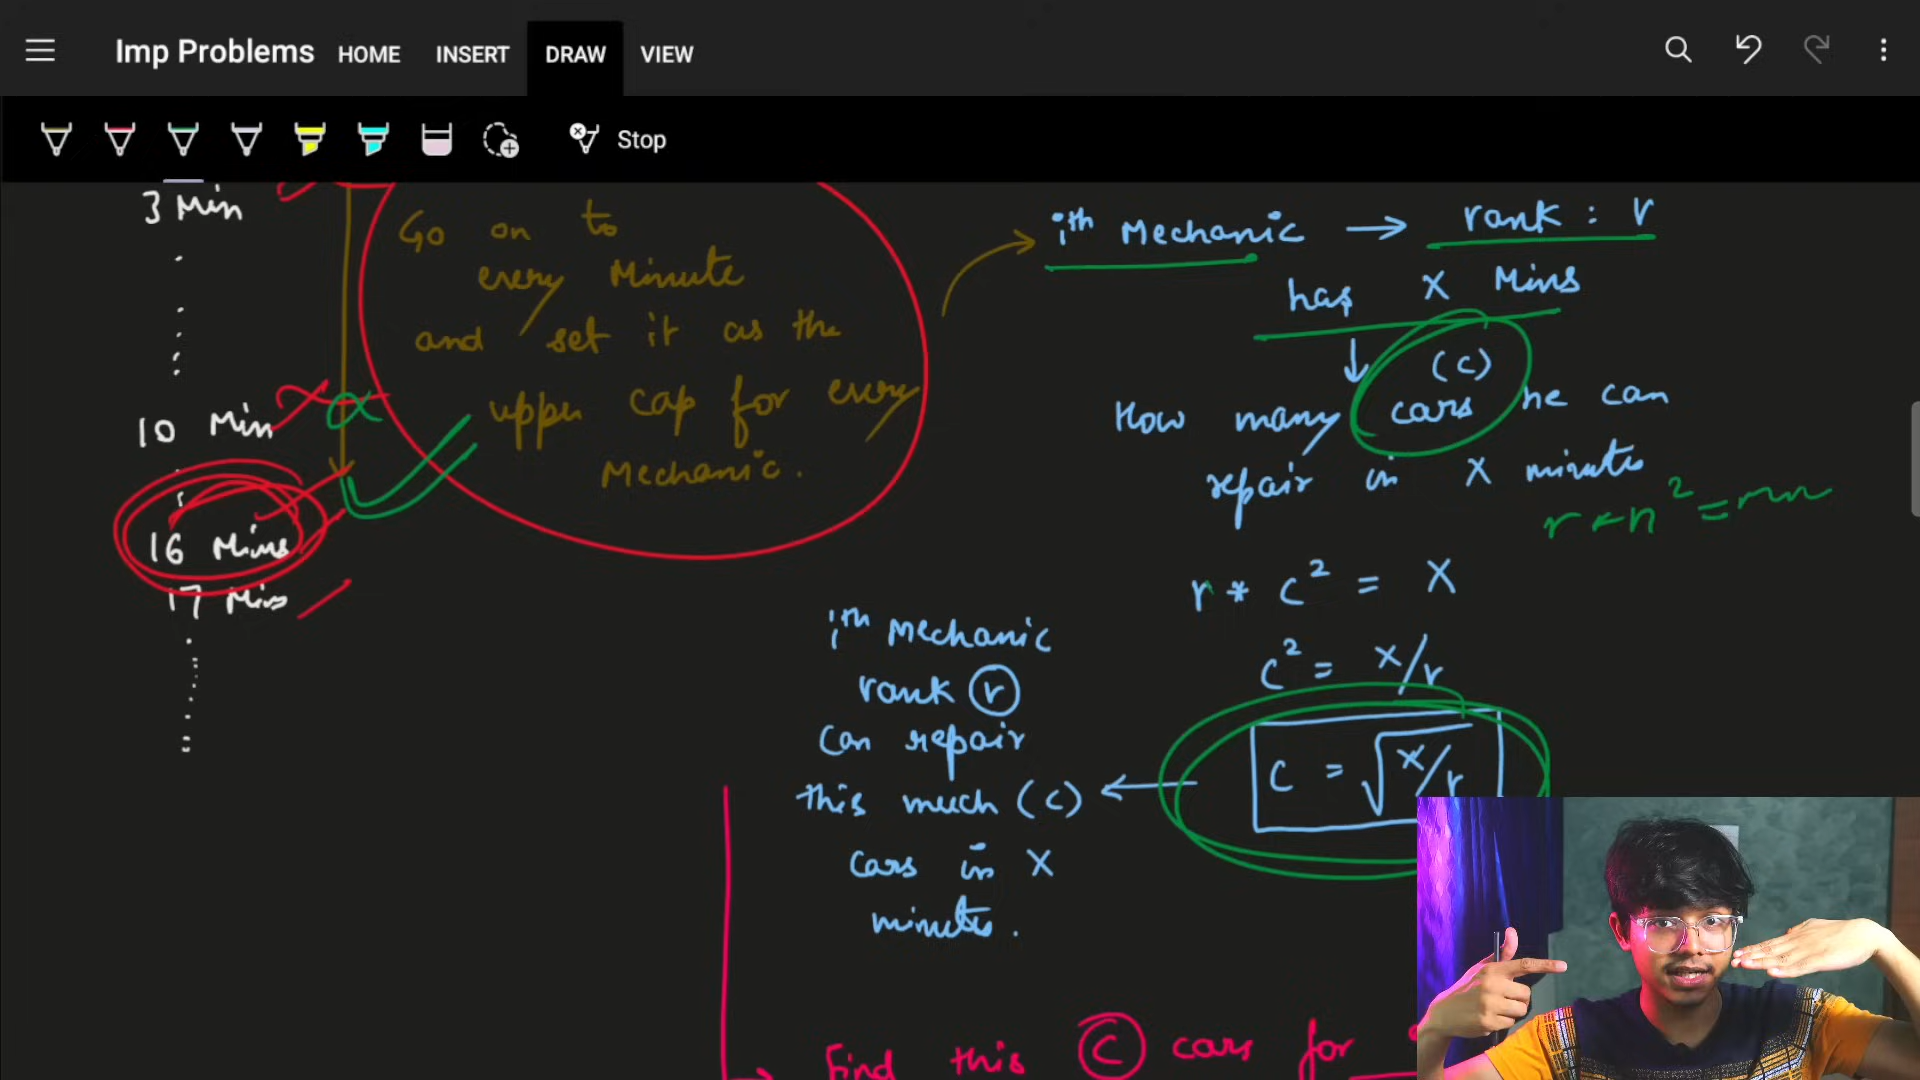 Imp Problems HOME INSERT DRAW VIEW
Stop
3 Min
10 Min
16 Mins
17 Mins
Go on to
every Minute
and set it as the
upper cap for every
Mechanic.
ith Mechanic → rank : r
has X Mins
(c)
How many cars he can
repair in X minutes
r * n² = mn
r * c² = X
c² = x/r
c = √x/r
ith Mechanic
rank r
can repair
this much (c)
cars in X
minutes.
Find this C cars for